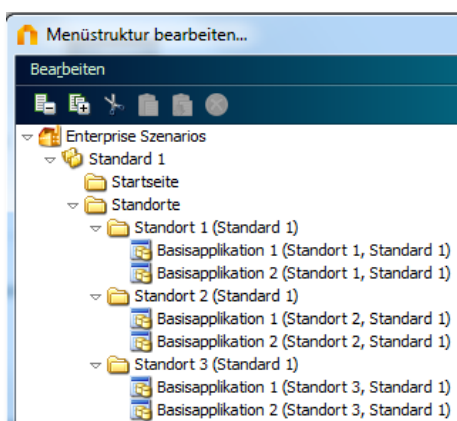 Menüstruktur bearbeiten...
Bearbeiten
Enterprise Szenarios
Standard 1
Startseite
Standorte
Standort 1 (Standard 1)
Basisapplikation 1 (Standort 1, Standard 1)
Basisapplikation 2 (Standort 1, Standard 1)
Standort 2 (Standard 1)
Basisapplikation 1 (Standort 2, Standard 1)
Basisapplikation 2 (Standort 2, Standard 1)
Standort 3 (Standard 1)
Basisapplikation 1 (Standort 3, Standard 1)
Basisapplikation 2 (Standort 3, Standard 1)